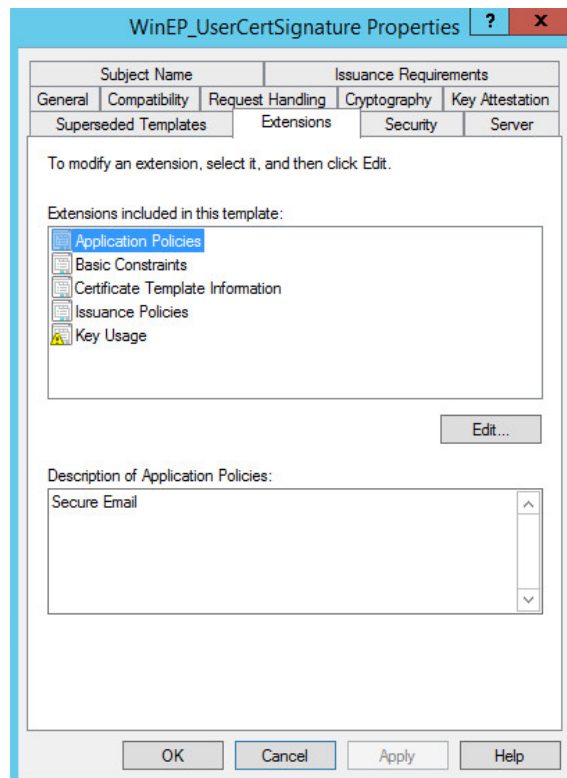 WinEP_UserCertSignature Properties ? x
Subject Name Issuance Requirements
General Compatibility Request Handling Cryptography Key Attestation
Superseded Templates Extensions Security Server
To modify an extension, select it, and then click Edit.
Extensions included in this template:
Application Policies
Basic Constraints
Certificate Template Information
Issuance Policies
Key Usage
Edit...
Description of Application Policies:
Secure Email
OK Cancel Apply Help